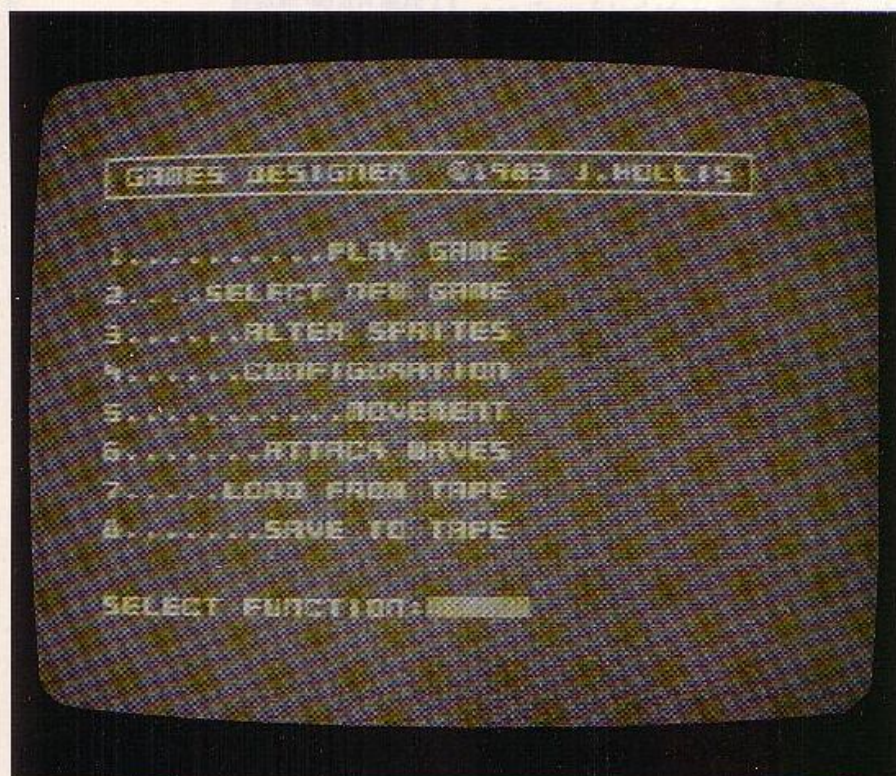 GAMES DESIGNER ©1983 J.HOLLIS
1...........PLAY GAME
2....SELECT NEW GAME
3......ALTER SPRITES
4......CONFIGURATION
5...........MOVEMENT
6.......ATTACK WAVES
7.....LOAD FROM TAPE
8.......SAVE TO TAPE
SELECT FUNCTION: